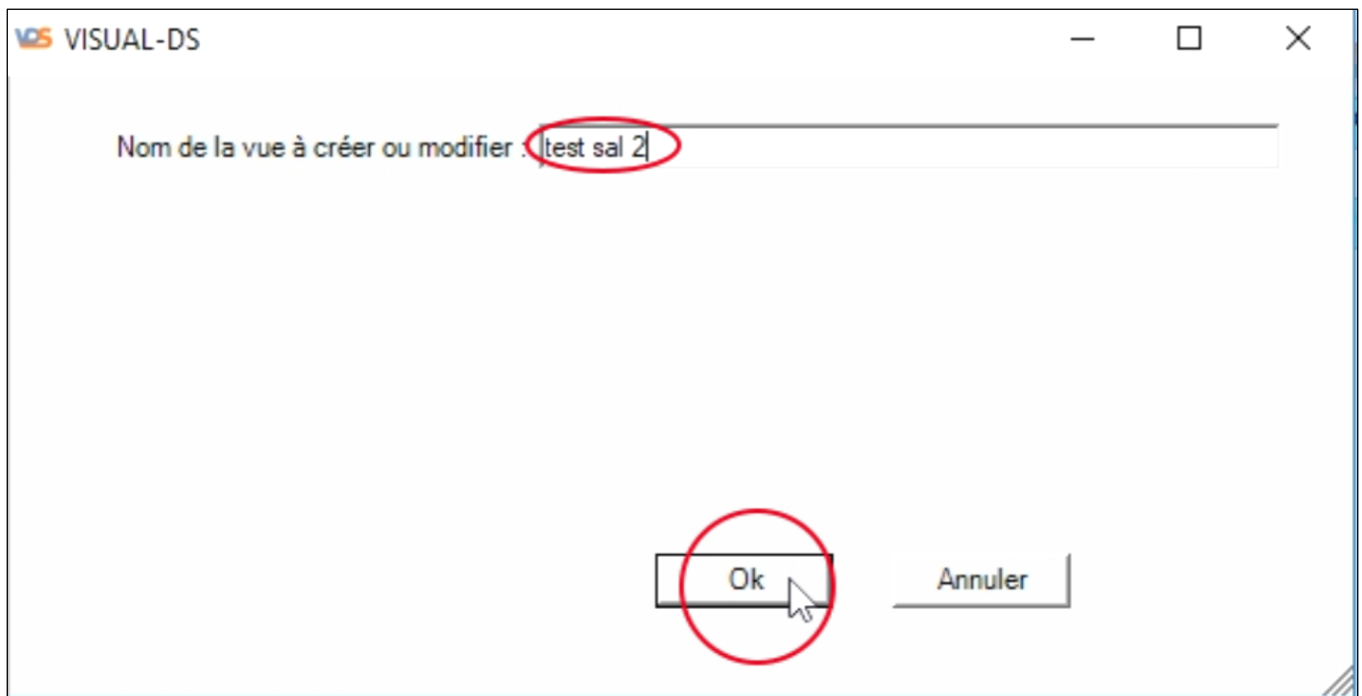 VDS VISUAL-DS
Nom de la vue à créer ou modifier : test sal 2
Ok Annuler